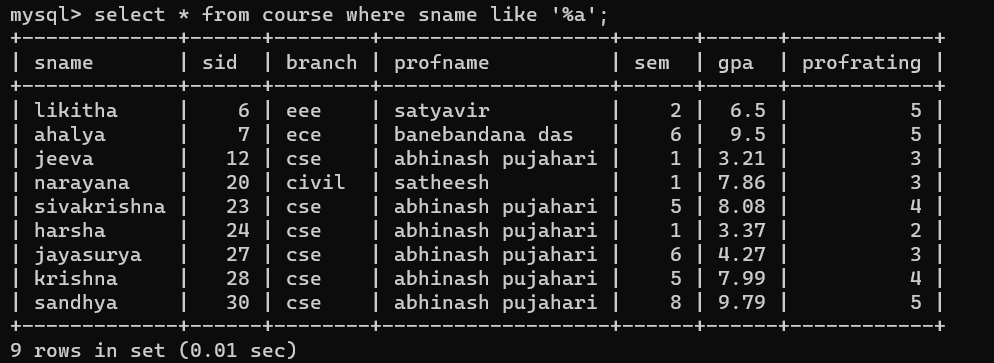 mysql> select * from course where sname like '%a';
+-------------+------+--------+------------------+------+------+------------+
| sname       | sid  | branch | profname         | sem  | gpa  | profrating |
+-------------+------+--------+------------------+------+------+------------+
| likitha     |    6 | eee    | satyavir         |    2 |  6.5 |          5 |
| ahalya      |    7 | ece    | banebandana das  |    6 |  9.5 |          5 |
| jeeva       |   12 | cse    | abhinash pujahari |    1 | 3.21 |          3 |
| narayana    |   20 | civil  | satheesh         |    1 | 7.86 |          3 |
| sivakrishna |   23 | cse    | abhinash pujahari |    5 | 8.08 |          4 |
| harsha      |   24 | cse    | abhinash pujahari |    1 | 3.37 |          2 |
| jayasurya   |   27 | cse    | abhinash pujahari |    6 | 4.27 |          3 |
| krishna     |   28 | cse    | abhinash pujahari |    5 | 7.99 |          4 |
| sandhya     |   30 | cse    | abhinash pujahari |    8 | 9.79 |          5 |
+-------------+------+--------+------------------+------+------+------------+
9 rows in set (0.01 sec)